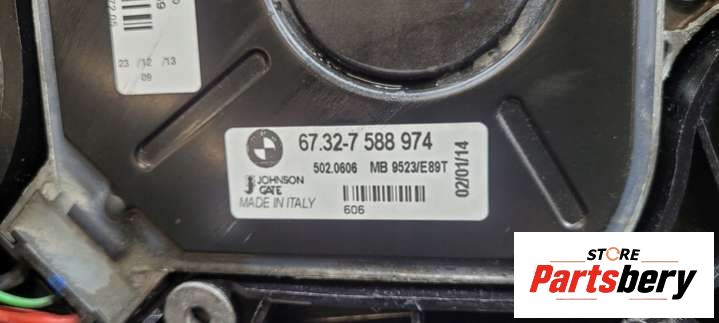 23 /12 /13
09
67.32-7 588 974
502.0606 MB 9523/E89T
JOHNSON
GATE
MADE IN ITALY
606
02/01/14
STORE
Partsbery